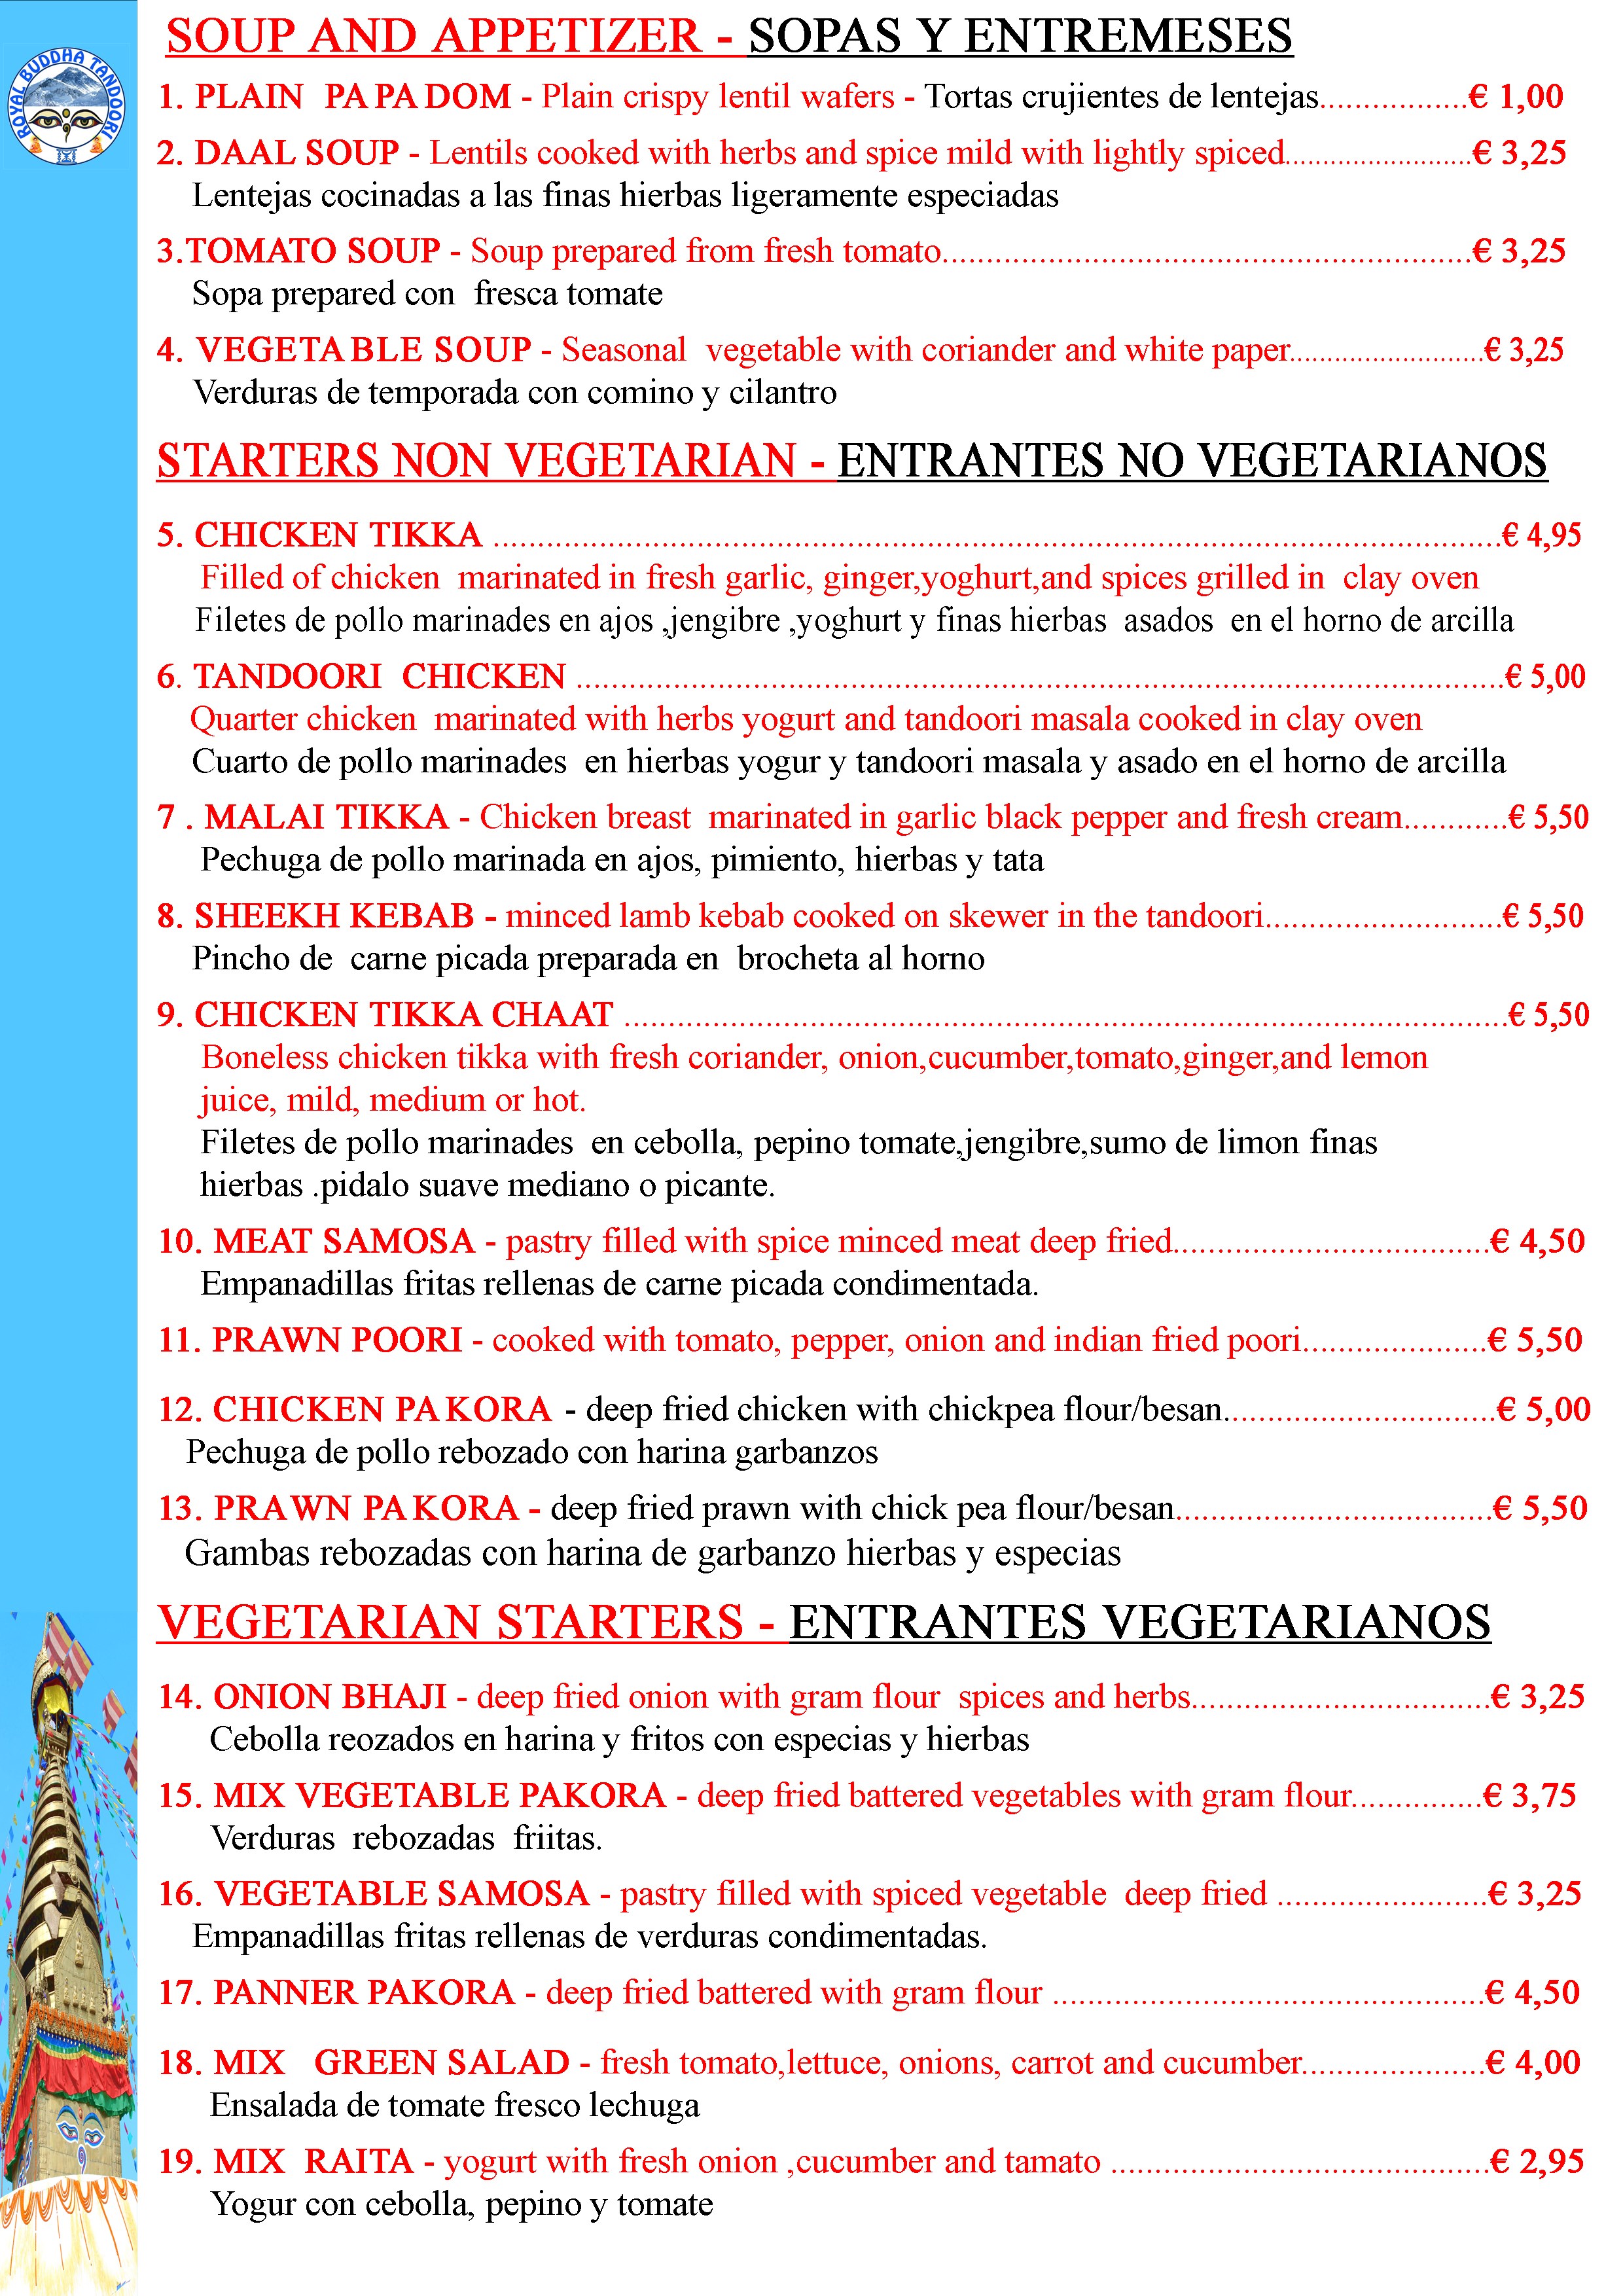 ROYAL BUDDHA TANDOORI
SOUP AND APPETIZER - SOPAS Y ENTREMESES
1. PLAIN PAPADOM - Plain crispy lentil wafers - Tortas crujientes de lentejas.................€ 1,00
2. DAAL SOUP - Lentils cooked with herbs and spice mild with lightly spiced.........................€ 3,25
Lentejas cocinadas a las finas hierbas ligeramente especiadas
3.TOMATO SOUP - Soup prepared from fresh tomato.............................................................€ 3,25
Sopa prepared con fresca tomate
4. VEGETABLE SOUP - Seasonal vegetable with coriander and white paper..........................€ 3,25
Verduras de temporada con comino y cilantro
STARTERS NON VEGETARIAN - ENTRANTES NO VEGETARIANOS
5. CHICKEN TIKKA ....................................................................................................................€ 4,95
Filled of chicken marinated in fresh garlic, ginger,yoghurt,and spices grilled in clay oven
Filetes de pollo marinades en ajos ,jengibre ,yoghurt y finas hierbas asados en el horno de arcilla
6. TANDOORI CHICKEN ...........................................................................................................€ 5,00
Quarter chicken marinated with herbs yogurt and tandoori masala cooked in clay oven
Cuarto de pollo marinades en hierbas yogur y tandoori masala y asado en el horno de arcilla
7 . MALAI TIKKA - Chicken breast marinated in garlic black pepper and fresh cream............€ 5,50
Pechuga de pollo marinada en ajos, pimiento, hierbas y tata
8. SHEEKH KEBAB - minced lamb kebab cooked on skewer in the tandoori...........................€ 5,50
Pincho de carne picada preparada en brocheta al horno
9. CHICKEN TIKKA CHAAT ......................................................................................................€ 5,50
Boneless chicken tikka with fresh coriander, onion,cucumber,tomato,ginger,and lemon
juice, mild, medium or hot.
Filetes de pollo marinades en cebolla, pepino tomate,jengibre,sumo de limon finas
hierbas .pidalo suave mediano o picante.
10. MEAT SAMOSA - pastry filled with spice minced meat deep fried.....................................€ 4,50
Empanadillas fritas rellenas de carne picada condimentada.
11. PRAWN POORI - cooked with tomato, pepper, onion and indian fried poori.....................€ 5,50
12. CHICKEN PAKORA - deep fried chicken with chickpea flour/besan...............................€ 5,00
Pechuga de pollo rebozado con harina garbanzos
13. PRAWN PAKORA - deep fried prawn with chick pea flour/besan....................................€ 5,50
Gambas rebozadas con harina de garbanzo hierbas y especias
VEGETARIAN STARTERS - ENTRANTES VEGETARIANOS
14. ONION BHAJI - deep fried onion with gram flour spices and herbs..................................€ 3,25
Cebolla reozados en harina y fritos con especias y hierbas
15. MIX VEGETABLE PAKORA - deep fried battered vegetables with gram flour...............€ 3,75
Verduras rebozadas friitas.
16. VEGETABLE SAMOSA - pastry filled with spiced vegetable deep fried ........................€ 3,25
Empanadillas fritas rellenas de verduras condimentadas.
17. PANNER PAKORA - deep fried battered with gram flour .................................................€ 4,50
18. MIX GREEN SALAD - fresh tomato,lettuce, onions, carrot and cucumber.....................€ 4,00
Ensalada de tomate fresco lechuga
19. MIX RAITA - yogurt with fresh onion ,cucumber and tamato ...........................................€ 2,95
Yogur con cebolla, pepino y tomate